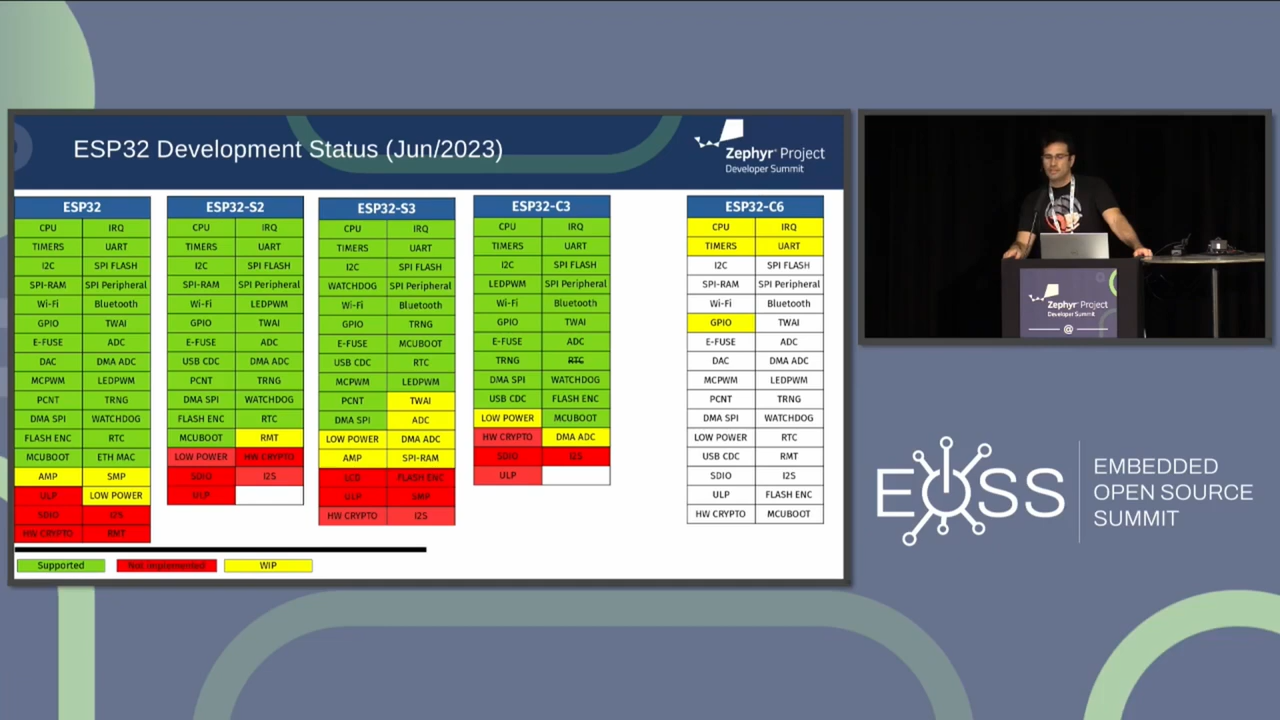 ESP32 Development Status (Jun/2023)
Zephyr® Project
Developer Summit
ESP32
CPU IRQ
TIMERS UART
I2C SPI FLASH
SPI-RAM SPI Peripheral
Wi-Fi Bluetooth
GPIO TWAI
E-FUSE ADC
DAC DMA ADC
MCPWM LEDPWM
PCNT TRNG
DMA SPI WATCHDOG
FLASH ENC RTC
MCUBOOT ETH MAC
AMP SMP
ULP LOW POWER
SDIO I2S
HW CRYPTO RMT
ESP32-S2
CPU IRQ
TIMERS UART
I2C SPI FLASH
SPI-RAM SPI Peripheral
Wi-Fi LEDPWM
GPIO TWAI
E-FUSE ADC
USB CDC DMA ADC
PCNT TRNG
DMA SPI WATCHDOG
FLASH ENC RTC
MCUBOOT RMT
LOW POWER HW CRYPTO
SDIO I2S
ULP
ESP32-S3
CPU IRQ
TIMERS UART
I2C SPI FLASH
WATCHDOG SPI Peripheral
Wi-Fi Bluetooth
GPIO TRNG
E-FUSE MCUBOOT
USB CDC RTC
MCPWM LEDPWM
PCNT TWAI
DMA SPI ADC
LOW POWER DMA ADC
AMP SPI-RAM
LCD FLASH ENC
ULP SMP
HW CRYPTO I2S
ESP32-C3
CPU IRQ
TIMERS UART
I2C SPI FLASH
LEDPWM SPI Peripheral
Wi-Fi Bluetooth
GPIO TWAI
E-FUSE ADC
TRNG RTC
DMA SPI WATCHDOG
USB CDC FLASH ENC
LOW POWER MCUBOOT
HW CRYPTO DMA ADC
SDIO I2S
ULP
ESP32-C6
CPU IRQ
TIMERS UART
I2C SPI FLASH
SPI-RAM SPI Peripheral
Wi-Fi Bluetooth
GPIO TWAI
E-FUSE ADC
DAC DMA ADC
MCPWM LEDPWM
PCNT TRNG
DMA SPI WATCHDOG
LOW POWER RTC
USB CDC RMT
SDIO I2S
ULP FLASH ENC
HW CRYPTO MCUBOOT
Supported Not implemented WIP
Zephyr® Project
Developer Summit
@
EOSS
EMBEDDED
OPEN SOURCE
SUMMIT